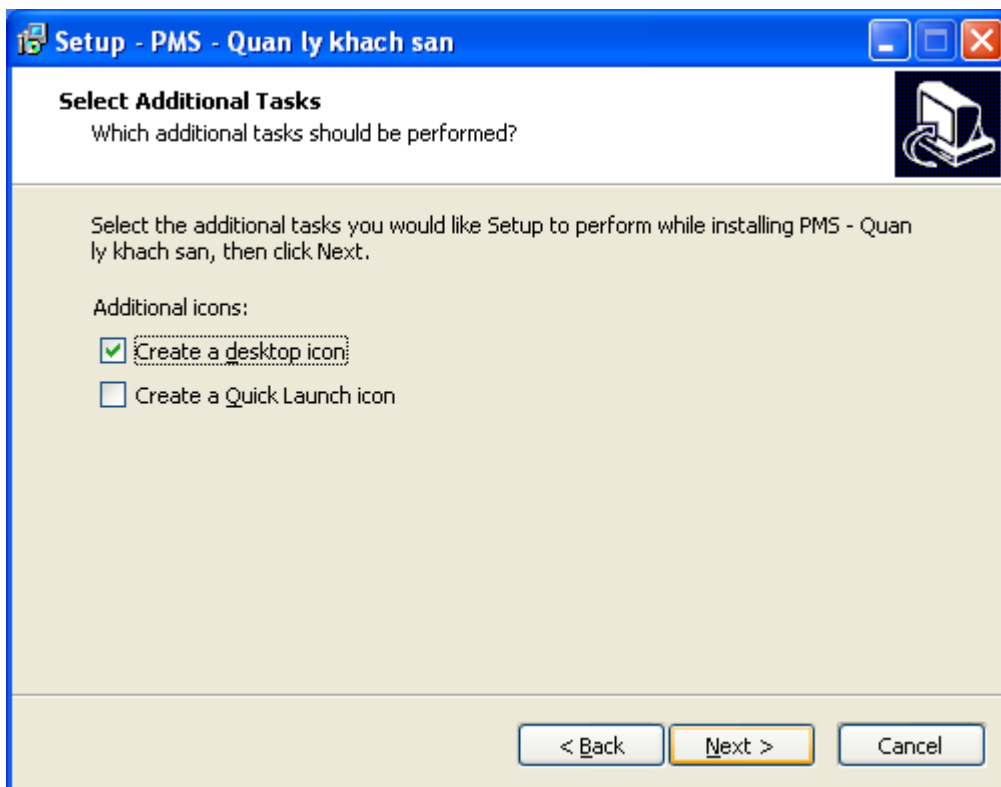 Setup - PMS - Quan ly khach san
Select Additional Tasks
Which additional tasks should be performed?
Select the additional tasks you would like Setup to perform while installing PMS - Quan
ly khach san, then click Next.
Additional icons:
Create a desktop icon
Create a Quick Launch icon
< Back Next > Cancel